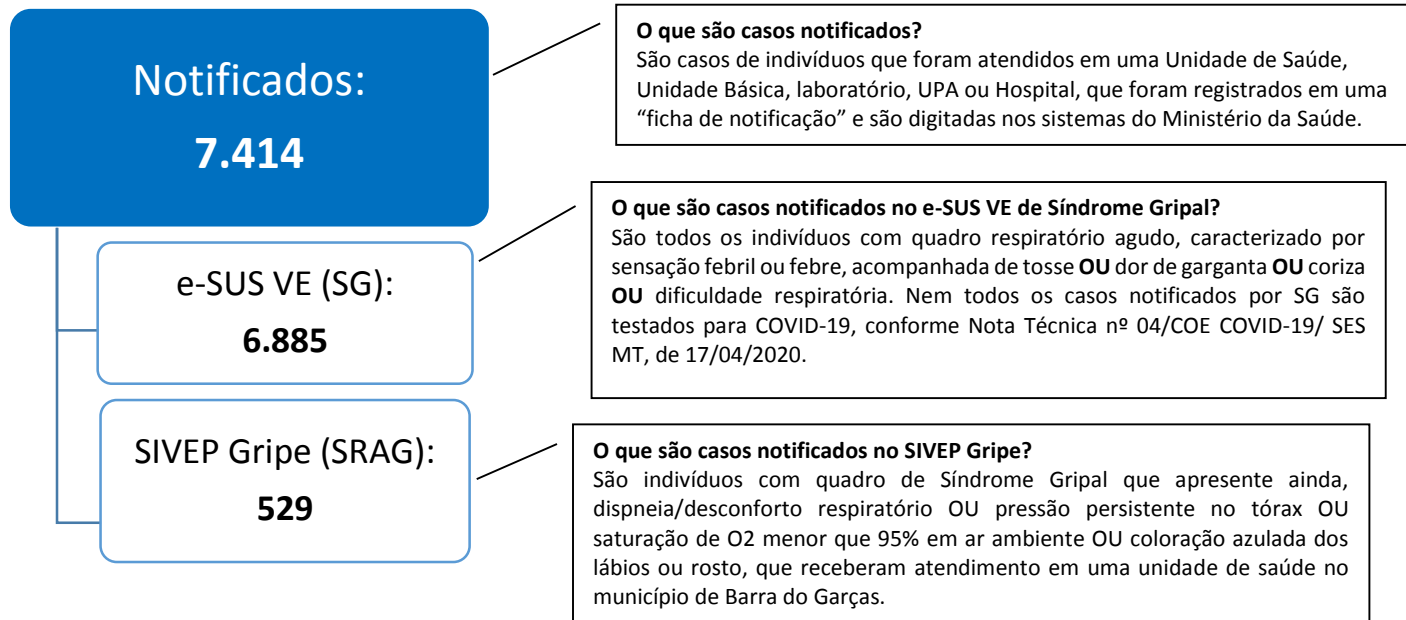 Notificados:
7.414
O que são casos notificados?
São casos de indivíduos que foram atendidos em uma Unidade de Saúde,
Unidade Básica, laboratório, UPA ou Hospital, que foram registrados em uma
“ficha de notificação” e são digitadas nos sistemas do Ministério da Saúde.
e-SUS VE (SG):
6.885
O que são casos notificados no e-SUS VE de Síndrome Gripal?
São todos os indivíduos com quadro respiratório agudo, caracterizado por
sensação febril ou febre, acompanhada de tosse OU dor de garganta OU coriza
OU dificuldade respiratória. Nem todos os casos notificados por SG são
testados para COVID-19, conforme Nota Técnica nº 04/COE COVID-19/ SES
MT, de 17/04/2020.
SIVEP Gripe (SRAG):
529
O que são casos notificados no SIVEP Gripe?
São indivíduos com quadro de Síndrome Gripal que apresente ainda,
dispneia/desconforto respiratório OU pressão persistente no tórax OU
saturação de O2 menor que 95% em ar ambiente OU coloração azulada dos
lábios ou rosto, que receberam atendimento em uma unidade de saúde no
município de Barra do Garças.